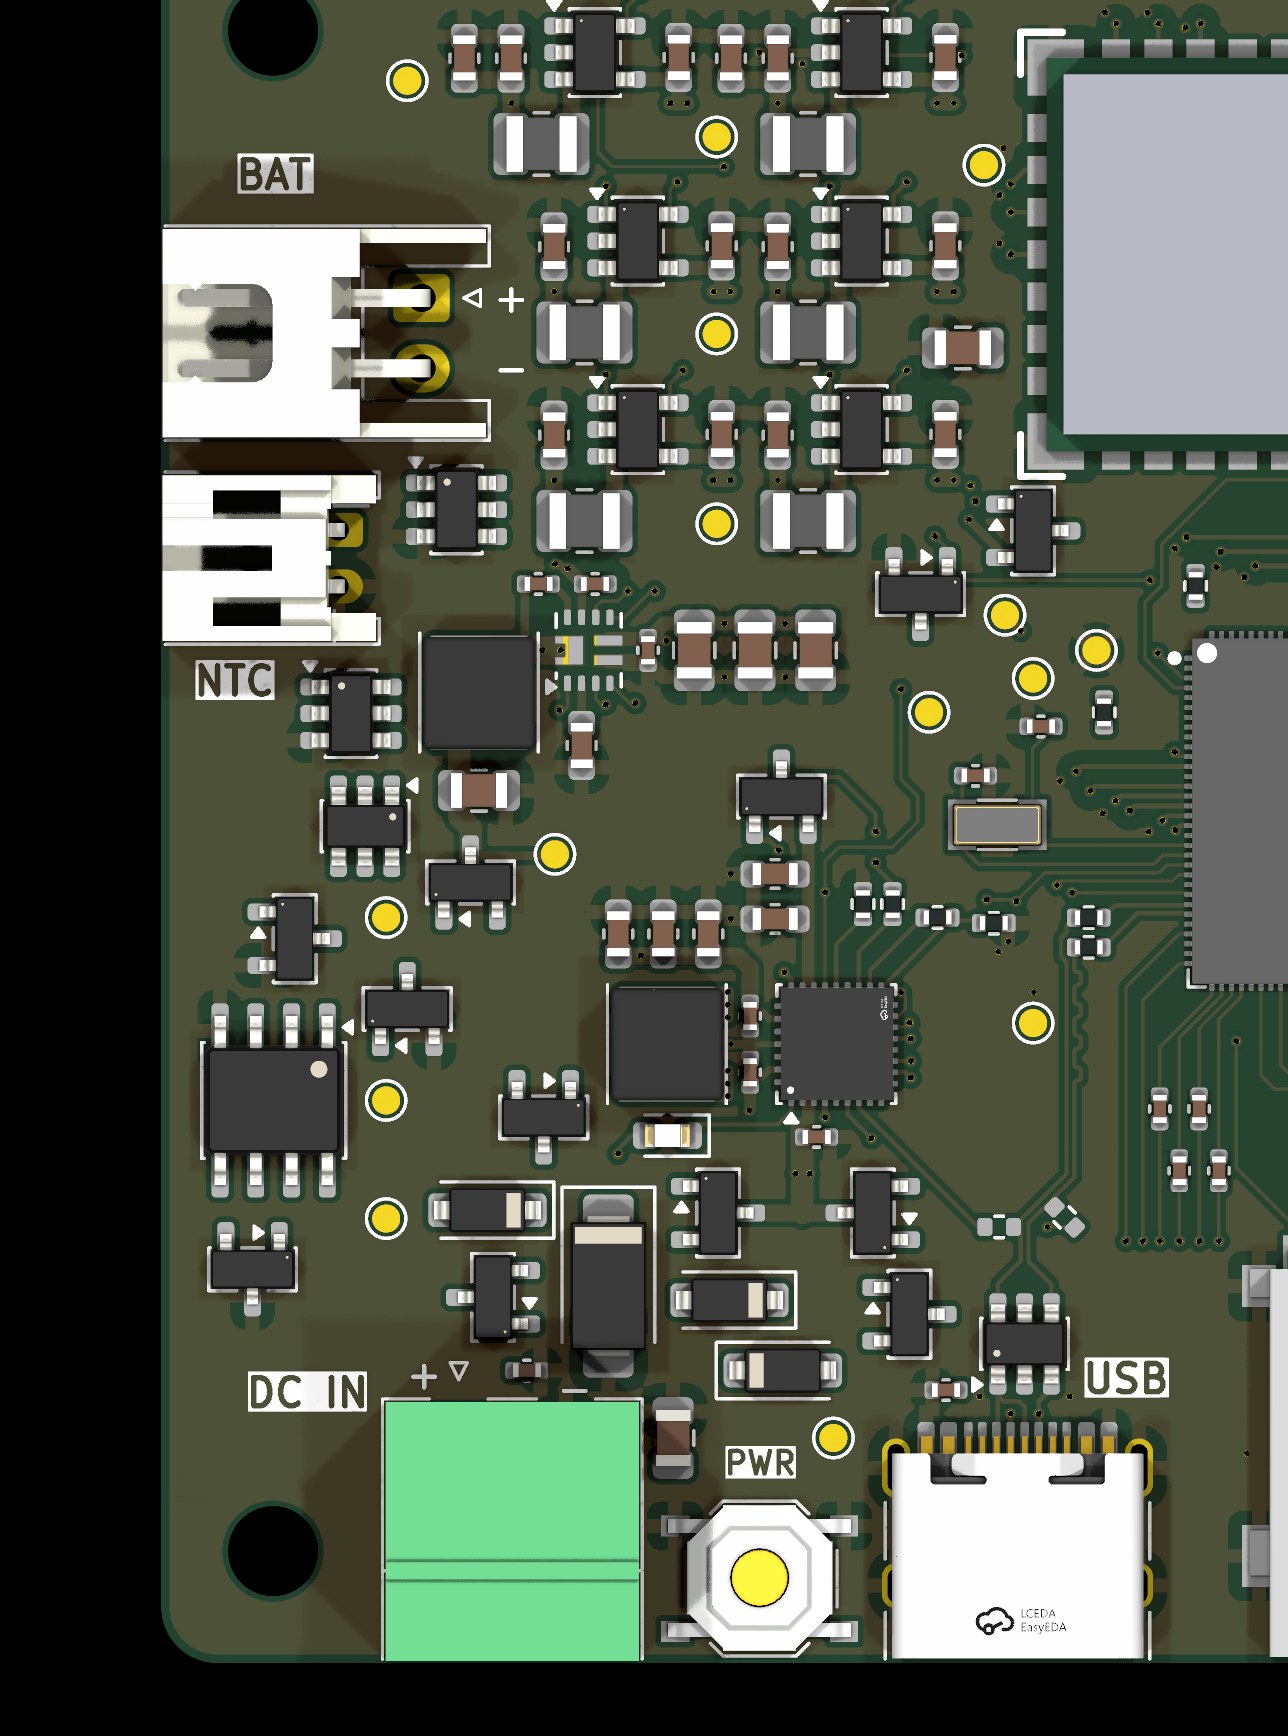 BAT
+
-
NTC
DC IN
+
-
USB
PWR
LCEDA
EasyEDA